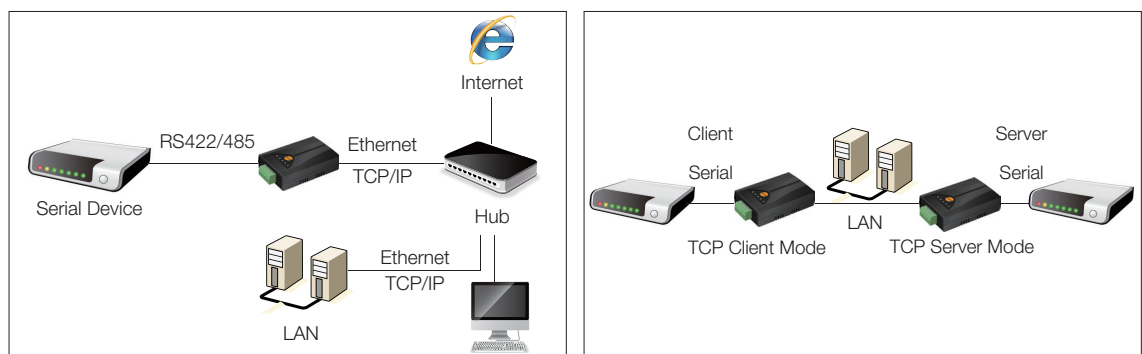 Internet
RS422/485
Ethernet
TCP/IP
Serial Device
Hub
Ethernet
TCP/IP
LAN
Client
Server
Serial
Serial
LAN
TCP Client Mode
TCP Server Mode